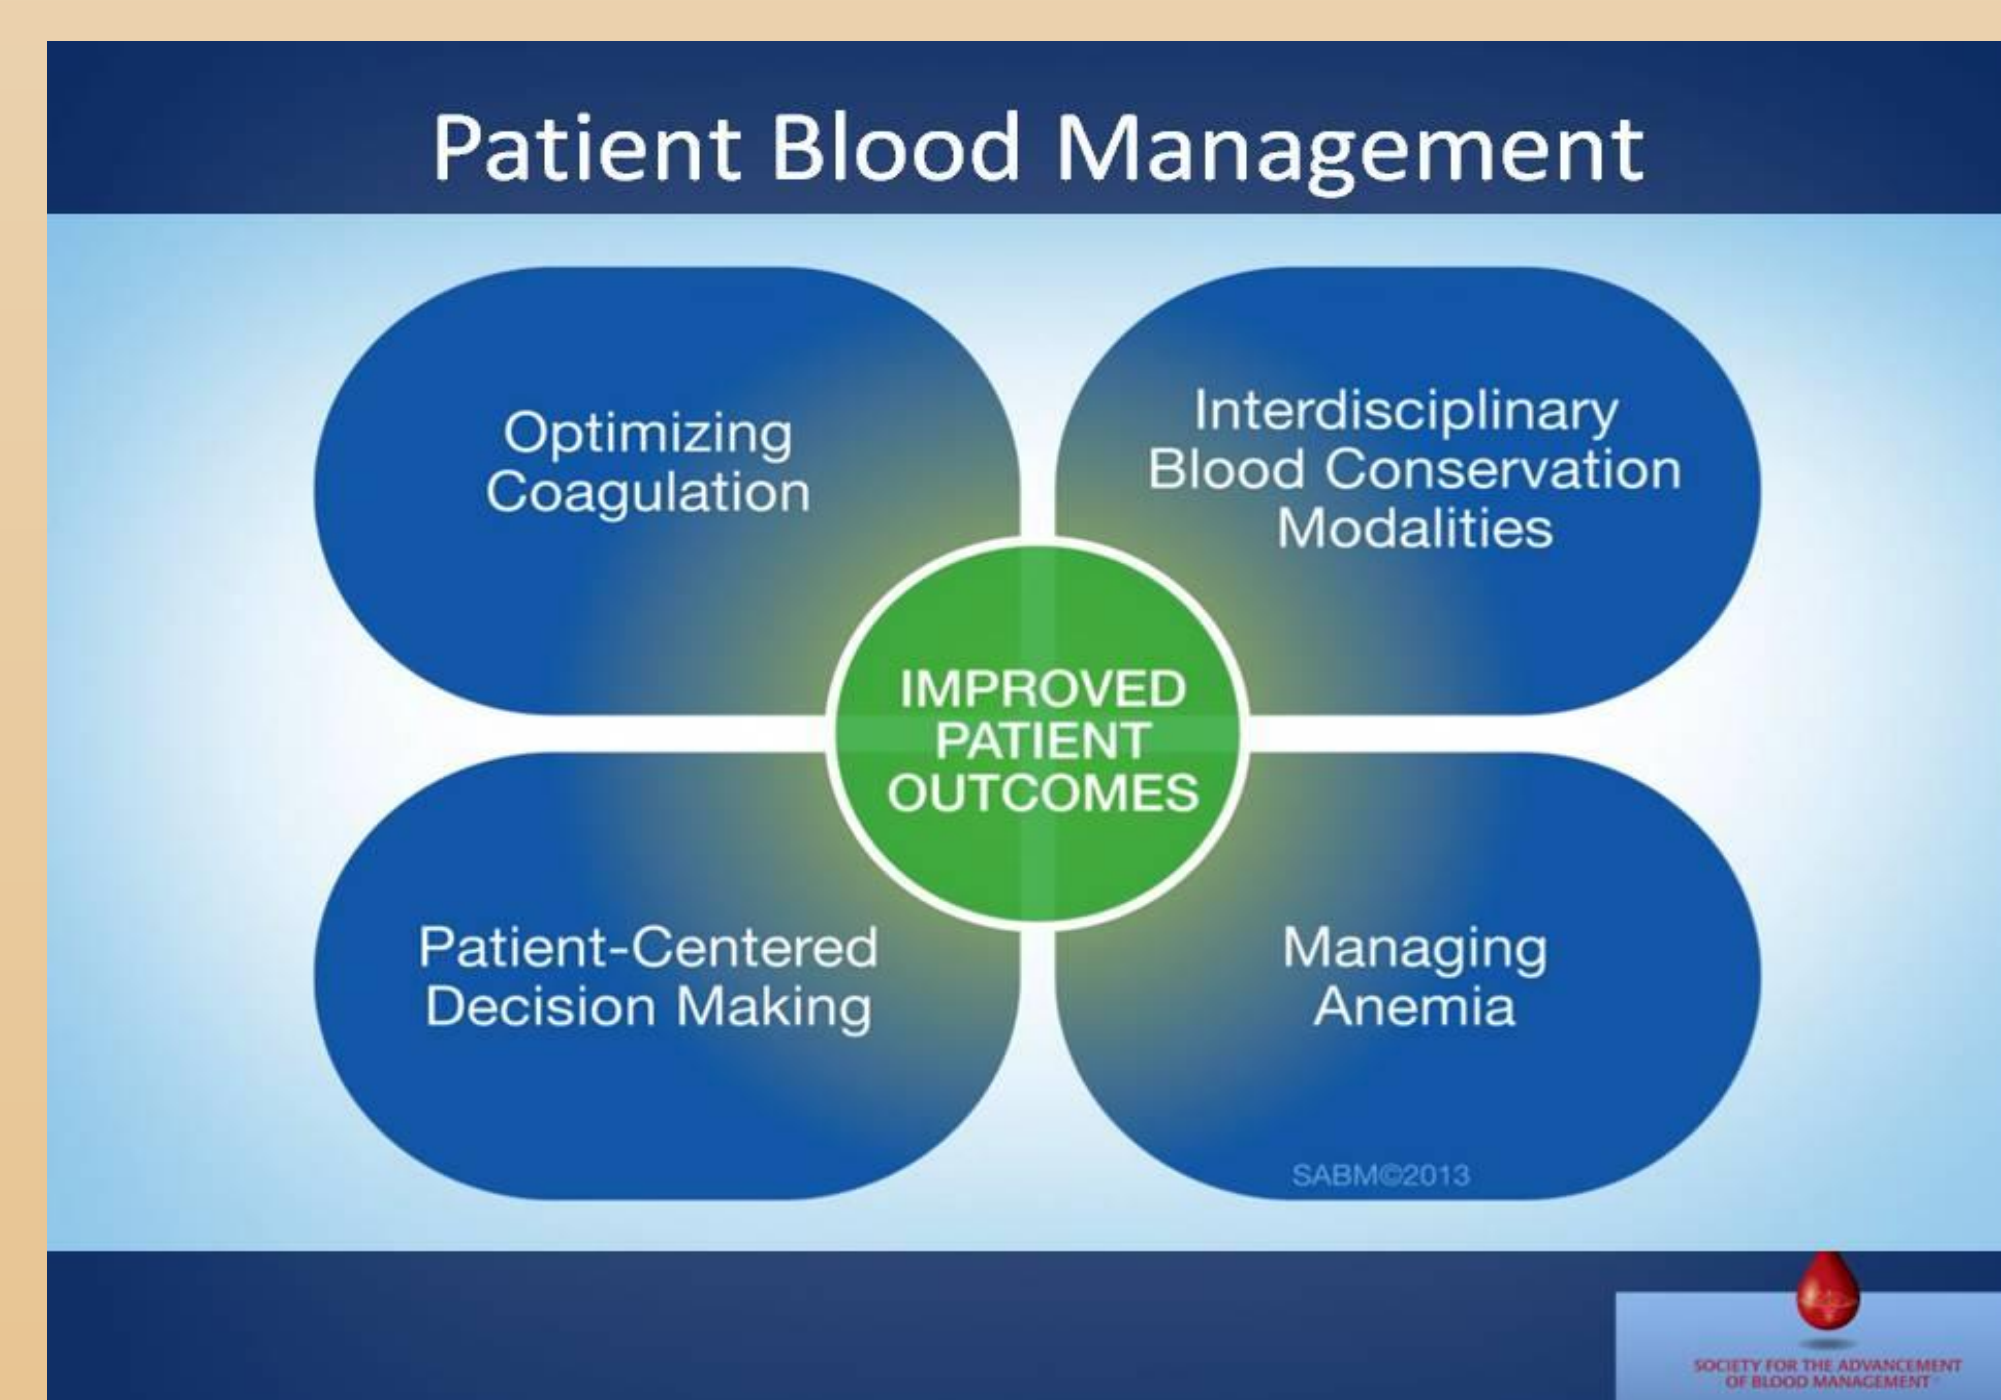 Patient Blood Management
Optimizing
Coagulation
Interdisciplinary
Blood Conservation
Modalities
IMPROVED
PATIENT
OUTCOMES
Patient-Centered
Decision Making
Managing
Anemia
SABM©2013
SOCIETY FOR THE ADVANCEMENT
OF BLOOD MANAGEMENT